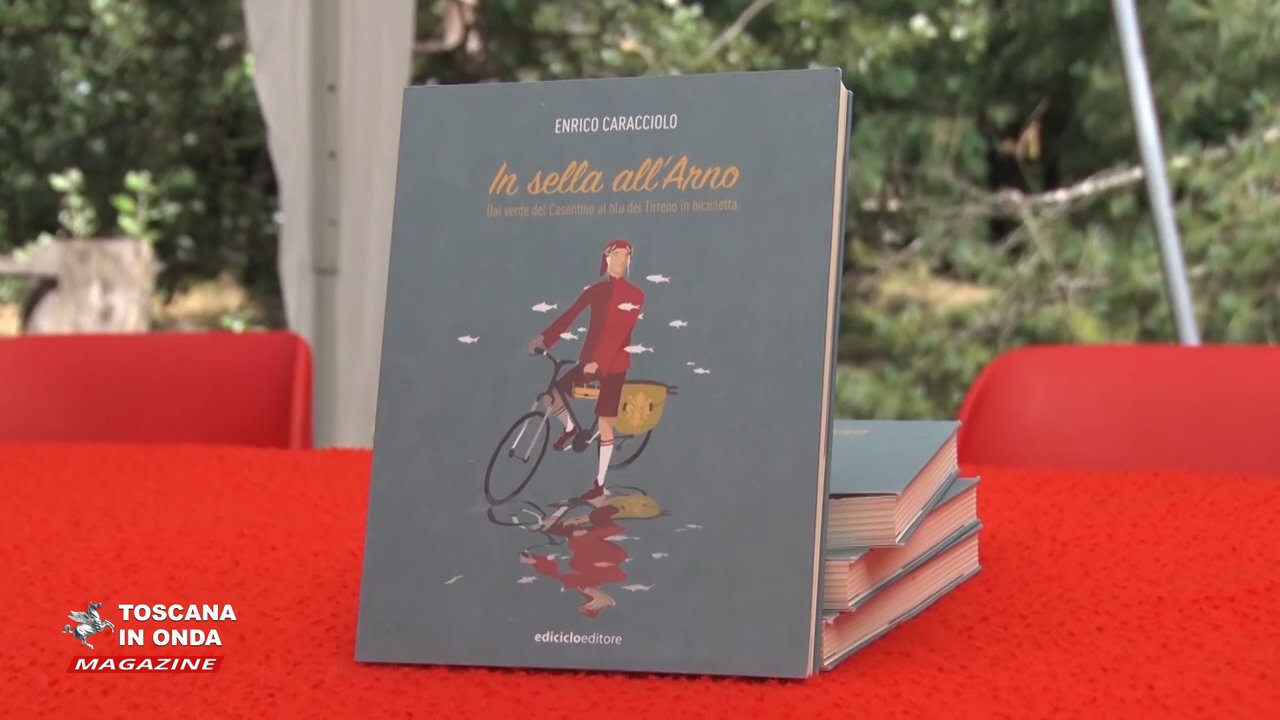 ENRICO CARACCIOLO
In sella all'Arno
Dal verde del Casentino al blu del Tirreno in bicicletta
edicicloeditore
TOSCANA
IN ONDA
MAGAZINE